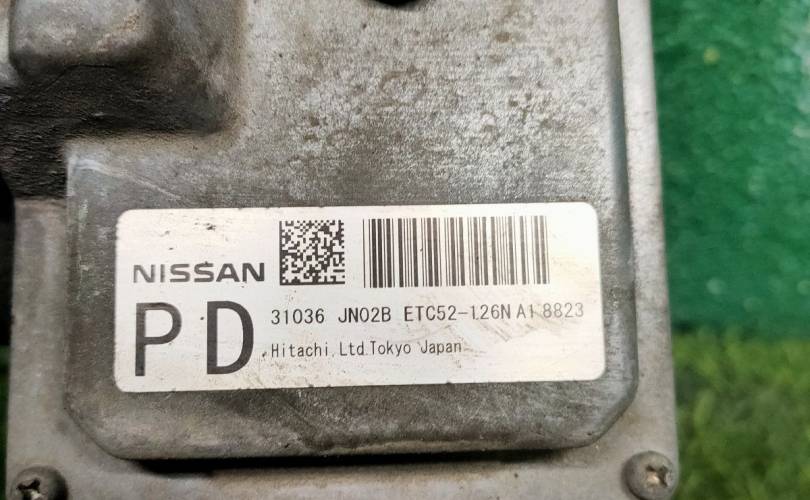 NISSAN
PD
31036 JN02B ETC52-126N A1 8823
Hitachi, Ltd. Tokyo Japan